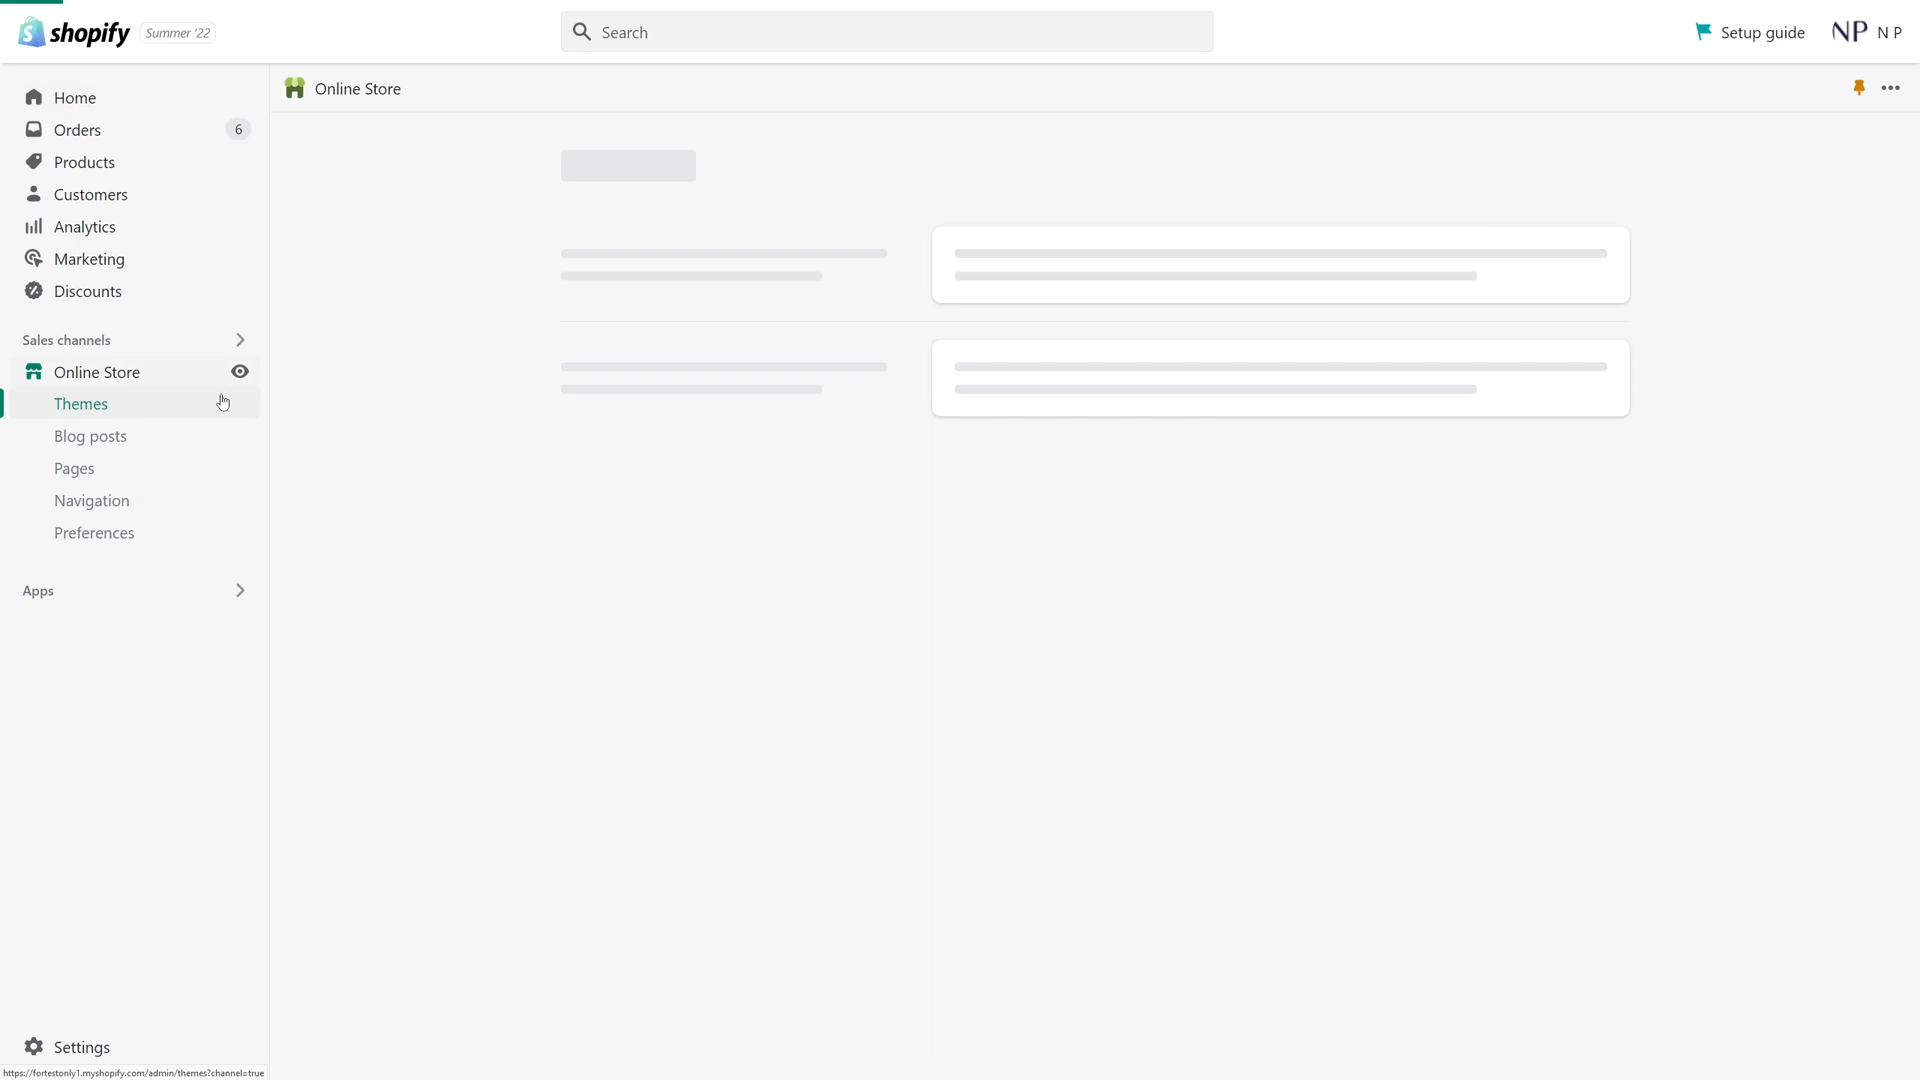 shopify Summer '22
Search
Setup guide
NP N P
Home
Orders 6
Products
Customers
Analytics
Marketing
Discounts
Sales channels
Online Store
Themes
Blog posts
Pages
Navigation
Preferences
Apps
Settings
https://fortestonly1.myshopify.com/admin/themes?channel=true
Online Store